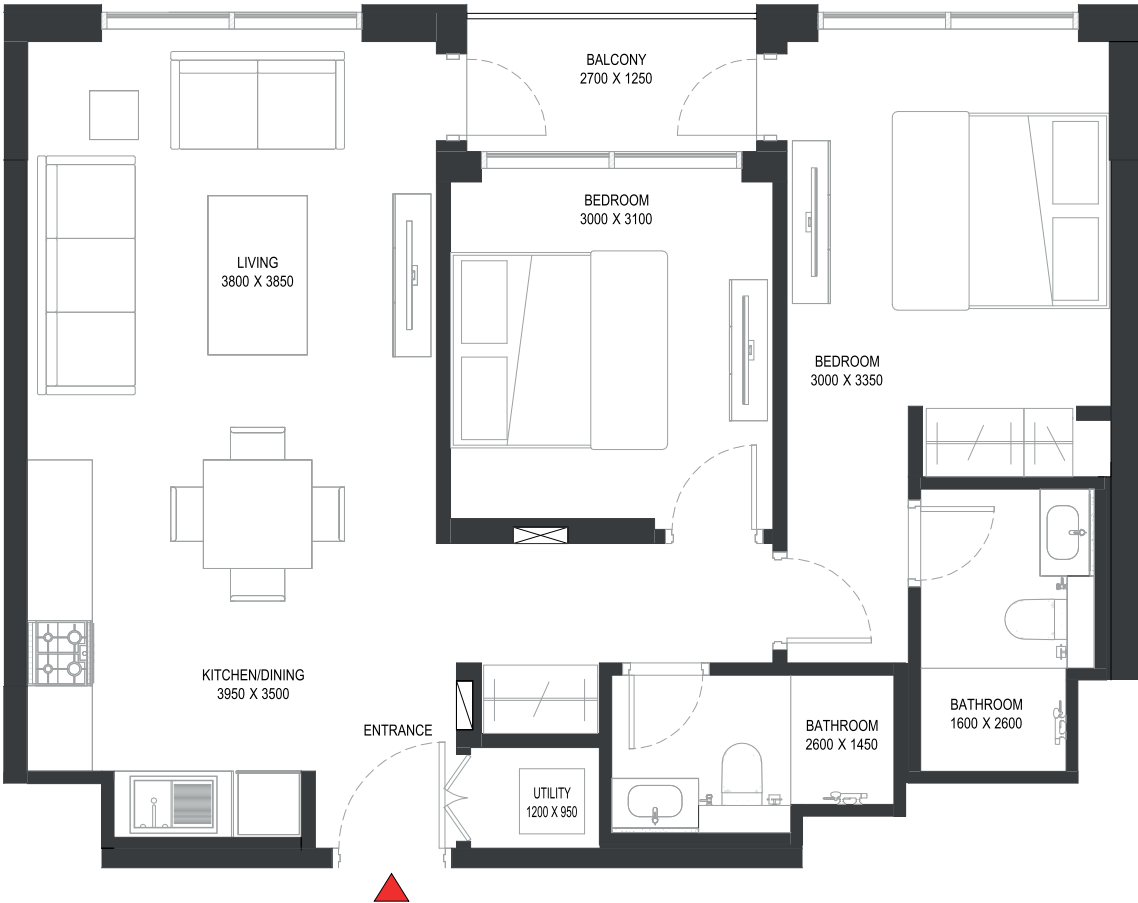 BALCONY
2700 X 1250
BEDROOM
3000 X 3100
LIVING
3800 X 3850
BEDROOM
3000 X 3350
KITCHEN/DINING
3950 X 3500
ENTRANCE
BATHROOM
2600 X 1450
BATHROOM
1600 X 2600
UTILITY
1200 X 950